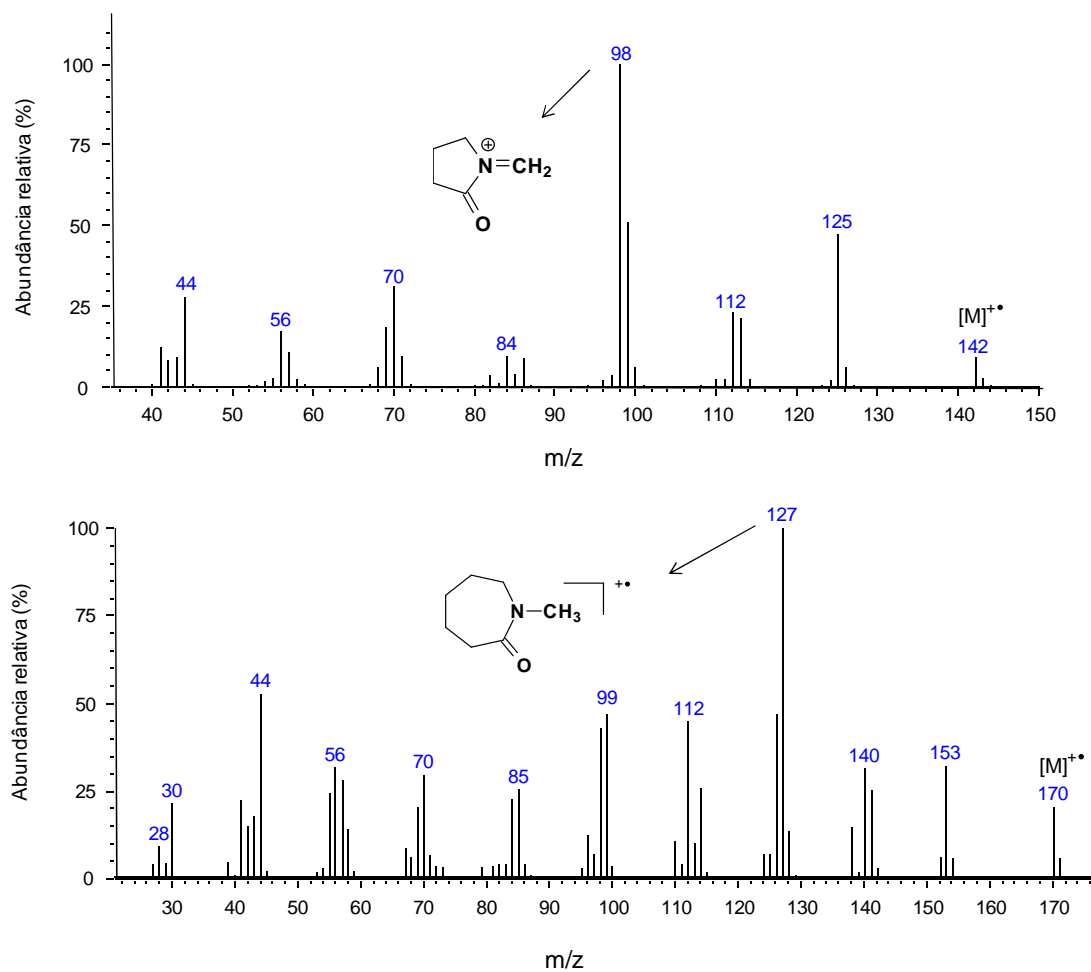 Abundância relativa (%)
100
75
50
25
0
44
56
70
84
98
112
125
[M]+•
142
⊕
N=CH2
O
40 50 60 70 80 90 100 110 120 130 140 150
m/z
Abundância relativa (%)
100
75
50
25
0
28
30
44
56
70
85
99
112
127
140
153
[M]+•
170
+•
N—CH3
O
30 40 50 60 70 80 90 100 110 120 130 140 150 160 170
m/z